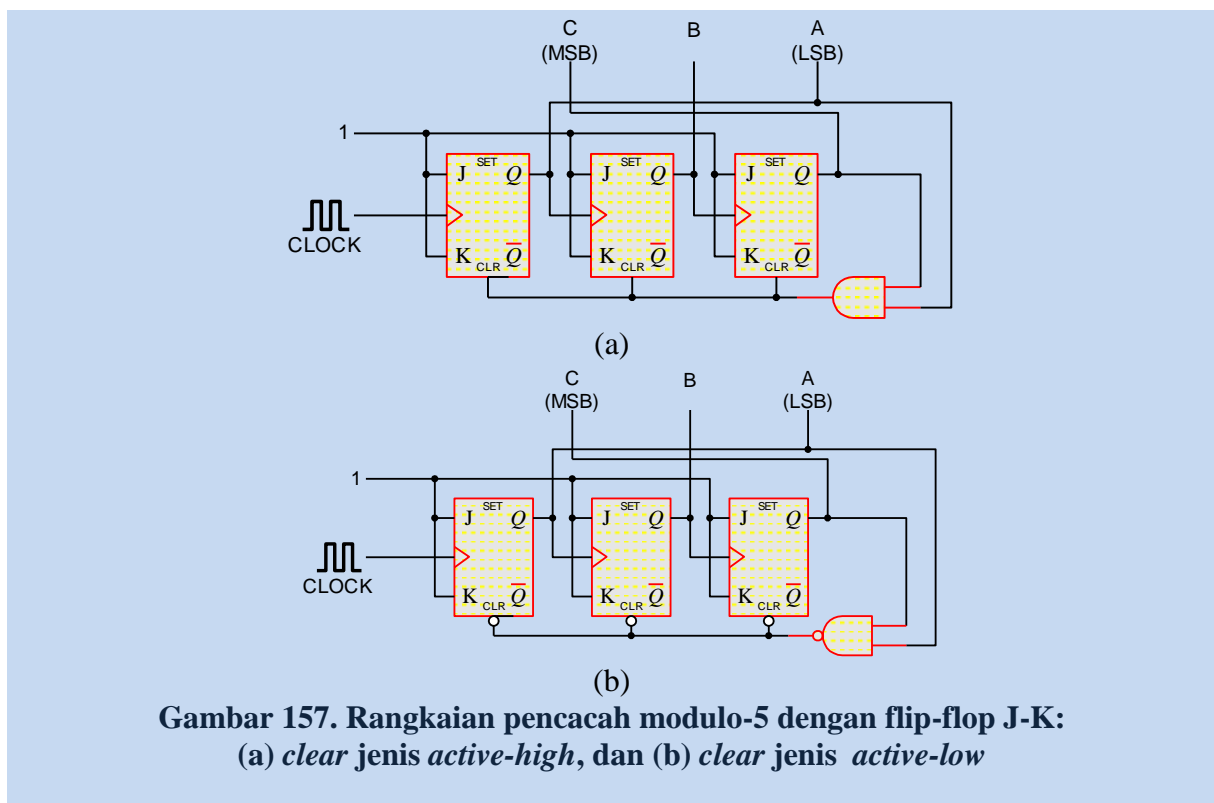 C B A
(MSB) (LSB)
1
SET SET SET
J Q J Q J Q
CLOCK
K Q K Q K Q
CLR CLR CLR
(a)
C B A
(MSB) (LSB)
1
SET SET SET
J Q J Q J Q
CLOCK
K Q K Q K Q
CLR CLR CLR
(b)
Gambar 157. Rangkaian pencacah modulo-5 dengan flip-flop J-K:
(a) clear jenis active-high, dan (b) clear jenis active-low